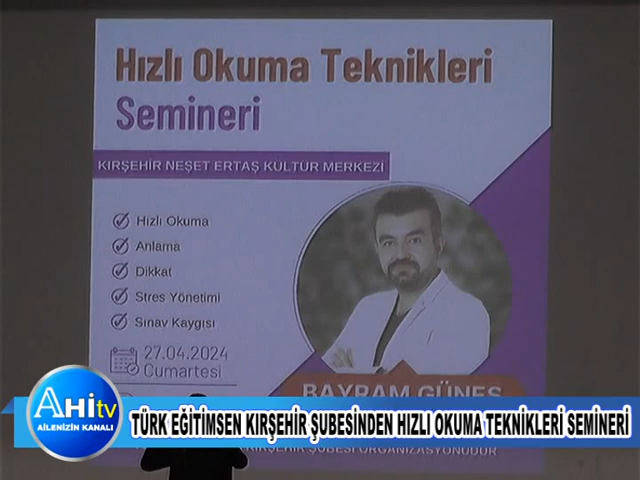 Hızlı Okuma Teknikleri
Semineri
KIRŞEHİR NEŞET ERTAŞ KÜLTÜR MERKEZİ
Hızlı Okuma
Anlama
Dikkat
Stres Yönetimi
Sınav Kaygısı
27.04.2024
Cumartesi
BAYRAM GÜNEŞ
AHi tv
AILENİZİN KANALI
TÜRK EĞİTİMSEN KIRŞEHİR ŞUBESİNDEN HIZLI OKUMA TEKNİKLERİ SEMİNERİ
KIRŞEHİR ŞUBESİ ORGANİZASYONUDUR